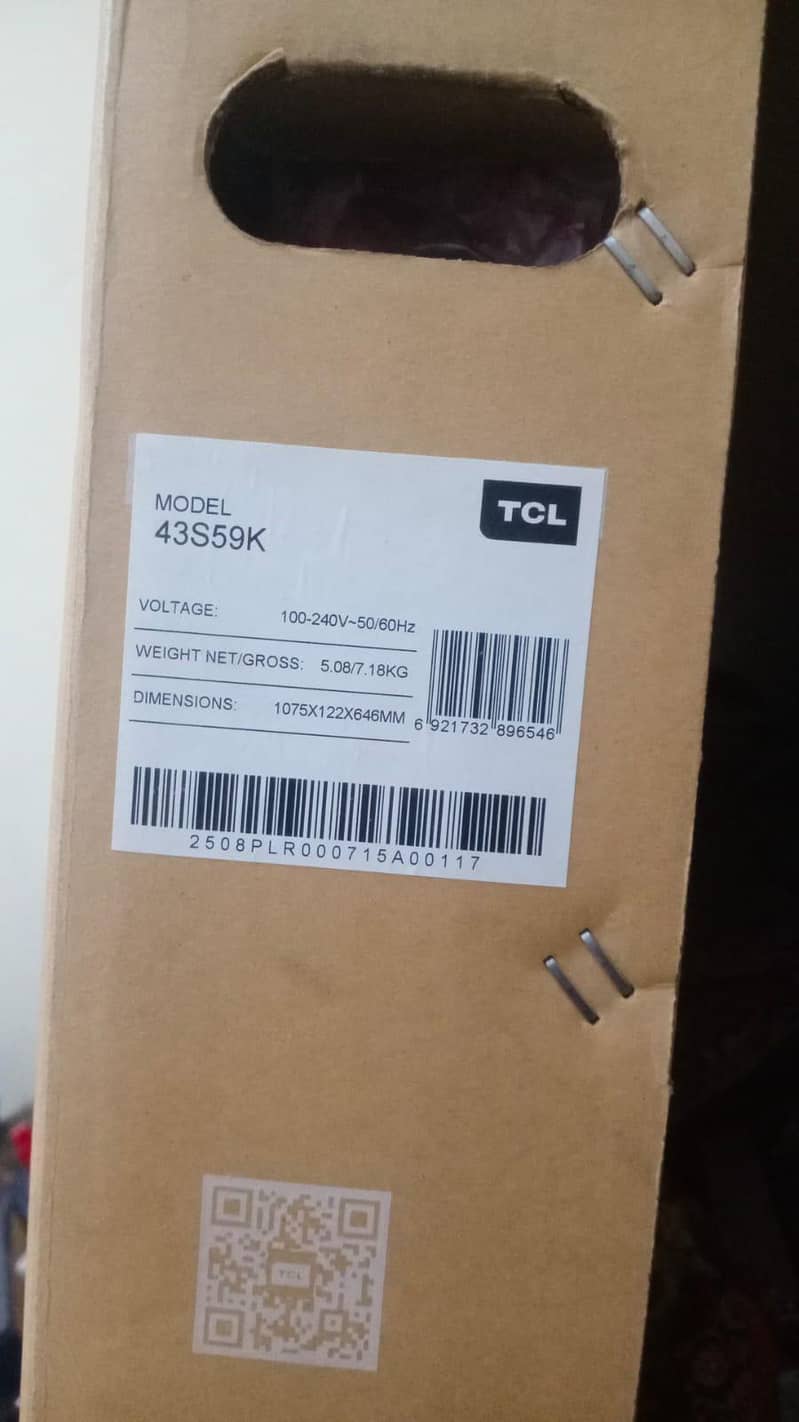 MODEL
43S59K
TCL
VOLTAGE: 100-240V~50/60Hz
WEIGHT NET/GROSS: 5.08/7.18KG
DIMENSIONS: 1075X122X646MM
6 921732 896546
2508PLR000715A00117
TCL